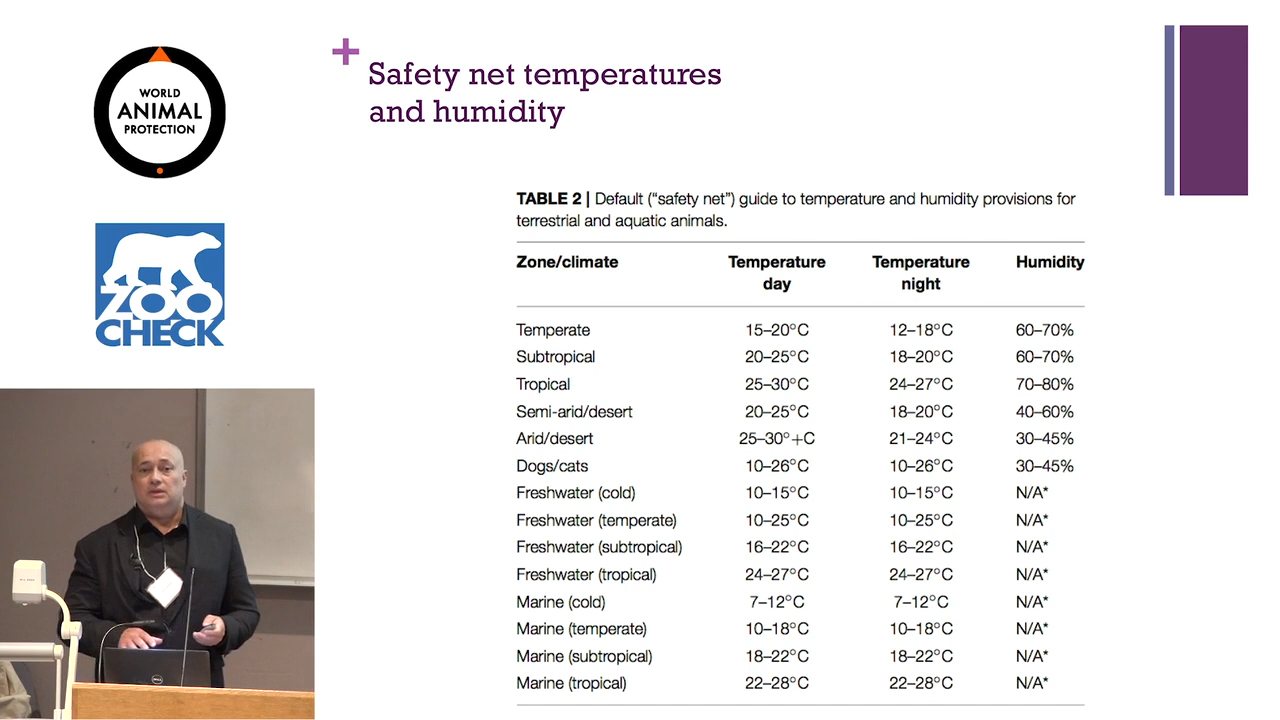 WORLD
ANIMAL
PROTECTION
ZOO
CHECK
+
Safety net temperatures
and humidity
TABLE 2 | Default (“safety net”) guide to temperature and humidity provisions for
terrestrial and aquatic animals.
Zone/climate Temperature day Temperature night Humidity
Temperate 15–20°C 12–18°C 60–70%
Subtropical 20–25°C 18–20°C 60–70%
Tropical 25–30°C 24–27°C 70–80%
Semi-arid/desert 20–25°C 18–20°C 40–60%
Arid/desert 25–30°+C 21–24°C 30–45%
Dogs/cats 10–26°C 10–26°C 30–45%
Freshwater (cold) 10–15°C 10–15°C N/A*
Freshwater (temperate) 10–25°C 10–25°C N/A*
Freshwater (subtropical) 16–22°C 16–22°C N/A*
Freshwater (tropical) 24–27°C 24–27°C N/A*
Marine (cold) 7–12°C 7–12°C N/A*
Marine (temperate) 10–18°C 10–18°C N/A*
Marine (subtropical) 18–22°C 18–22°C N/A*
Marine (tropical) 22–28°C 22–28°C N/A*
DELL